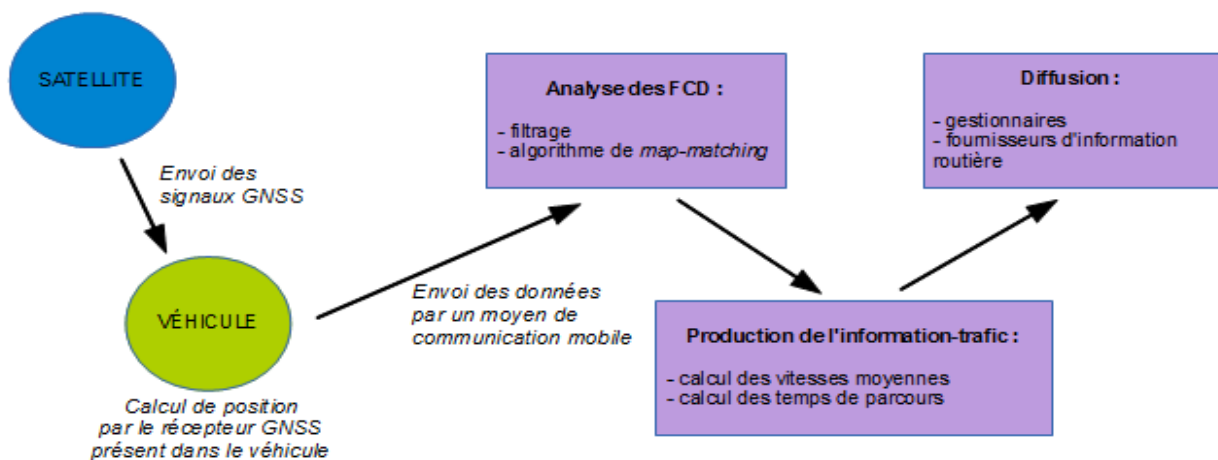 SATELLITE
Envoi des
signaux GNSS
VÉHICULE
Calcul de position
par le récepteur GNSS
présent dans le véhicule
Envoi des données
par un moyen de
communication mobile
Analyse des FCD :
- filtrage
- algorithme de map-matching
Production de l'information-trafic :
- calcul des vitesses moyennes
- calcul des temps de parcours
Diffusion :
- gestionnaires
- fournisseurs d'information
routière